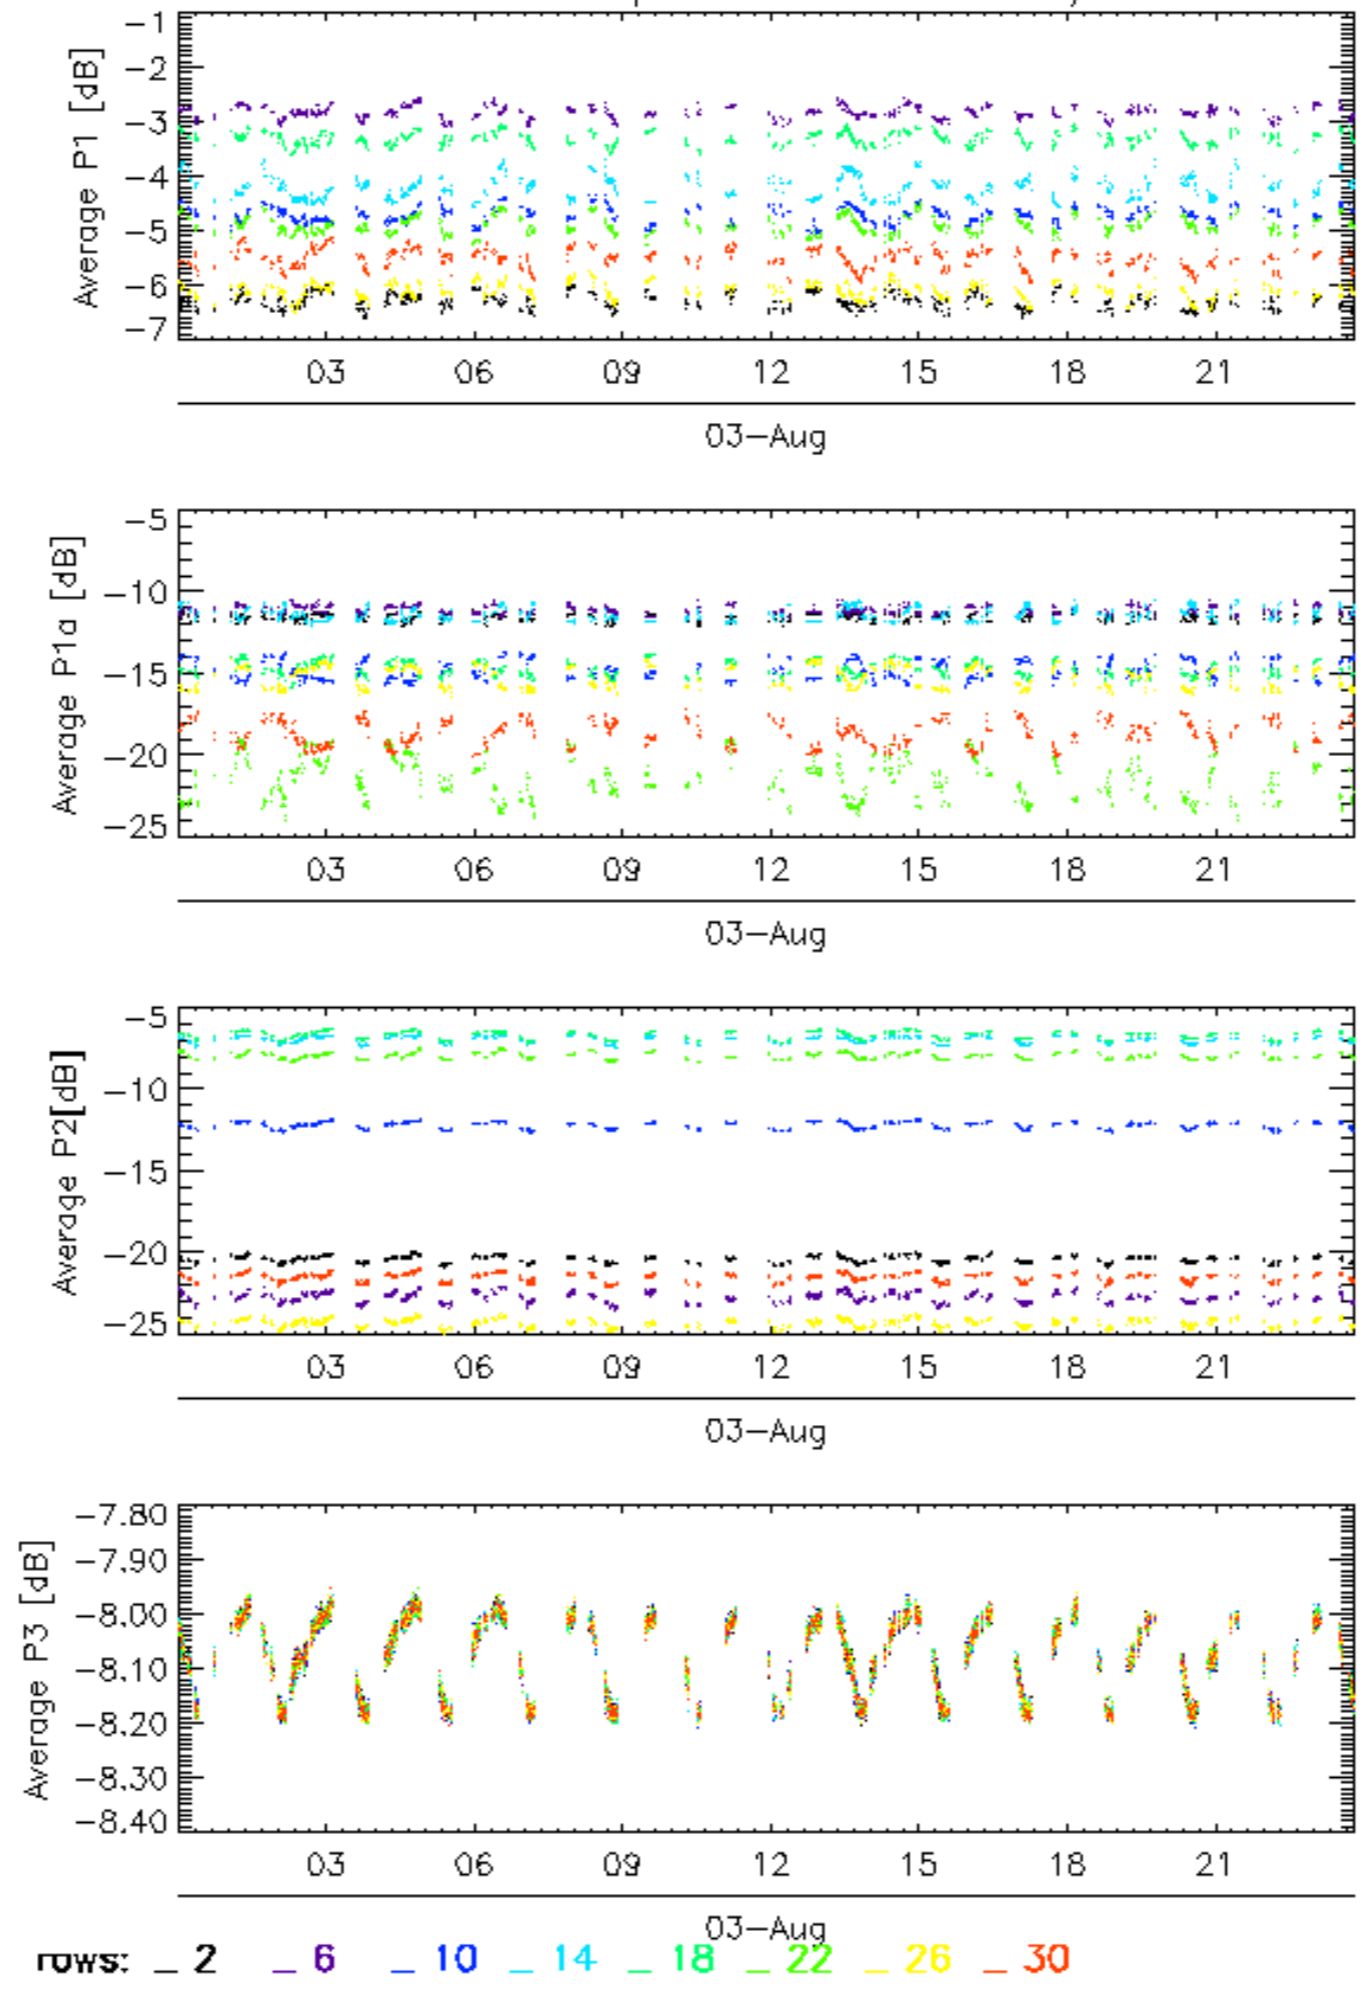 Average P1 [dB]
-1
-2
-3
-4
-5
-6
-7
03 06 09 12 15 18 21
03-Aug
Average P1a [dB]
-5
-10
-15
-20
-25
03 06 09 12 15 18 21
03-Aug
Average P2[dB]
-5
-10
-15
-20
-25
03 06 09 12 15 18 21
03-Aug
Average P3 [dB]
-7.80
-7.90
-8.00
-8.10
-8.20
-8.30
-8.40
03 06 09 12 15 18 21
03-Aug
rows: _ 2 _ 6 _ 10 _ 14 _ 18 _ 22 _ 26 _ 30